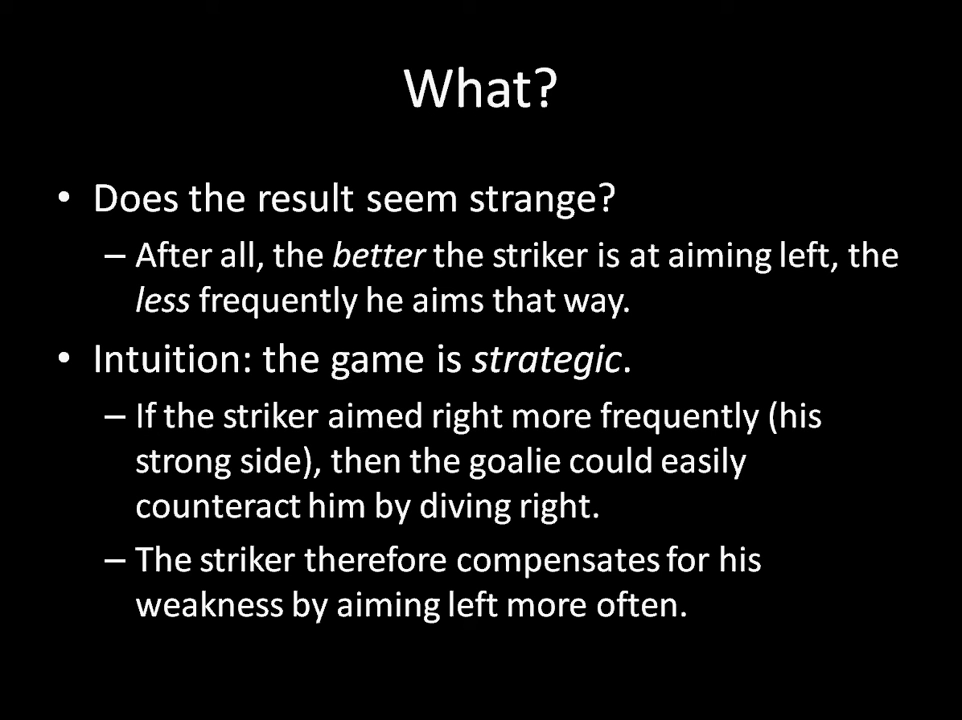 What?
• Does the result seem strange?
– After all, the better the striker is at aiming left, the
less frequently he aims that way.
• Intuition: the game is strategic.
– If the striker aimed right more frequently (his
strong side), then the goalie could easily
counteract him by diving right.
– The striker therefore compensates for his
weakness by aiming left more often.